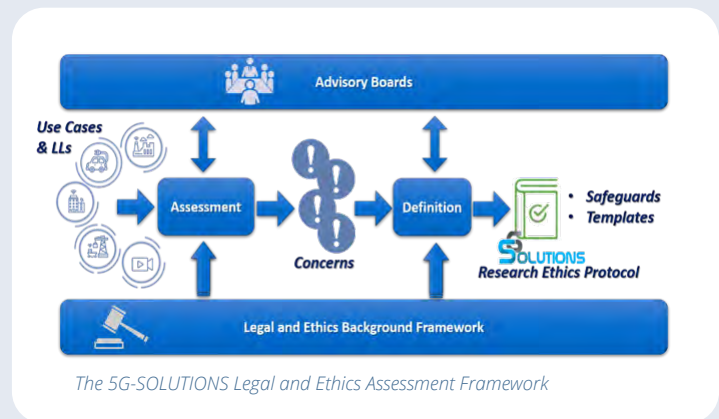 Advisory Boards
Use Cases
& LLs
Assessment
Concerns
Definition
• Safeguards
• Templates
5G SOLUTIONS
Research Ethics Protocol
Legal and Ethics Background Framework
The 5G-SOLUTIONS Legal and Ethics Assessment Framework